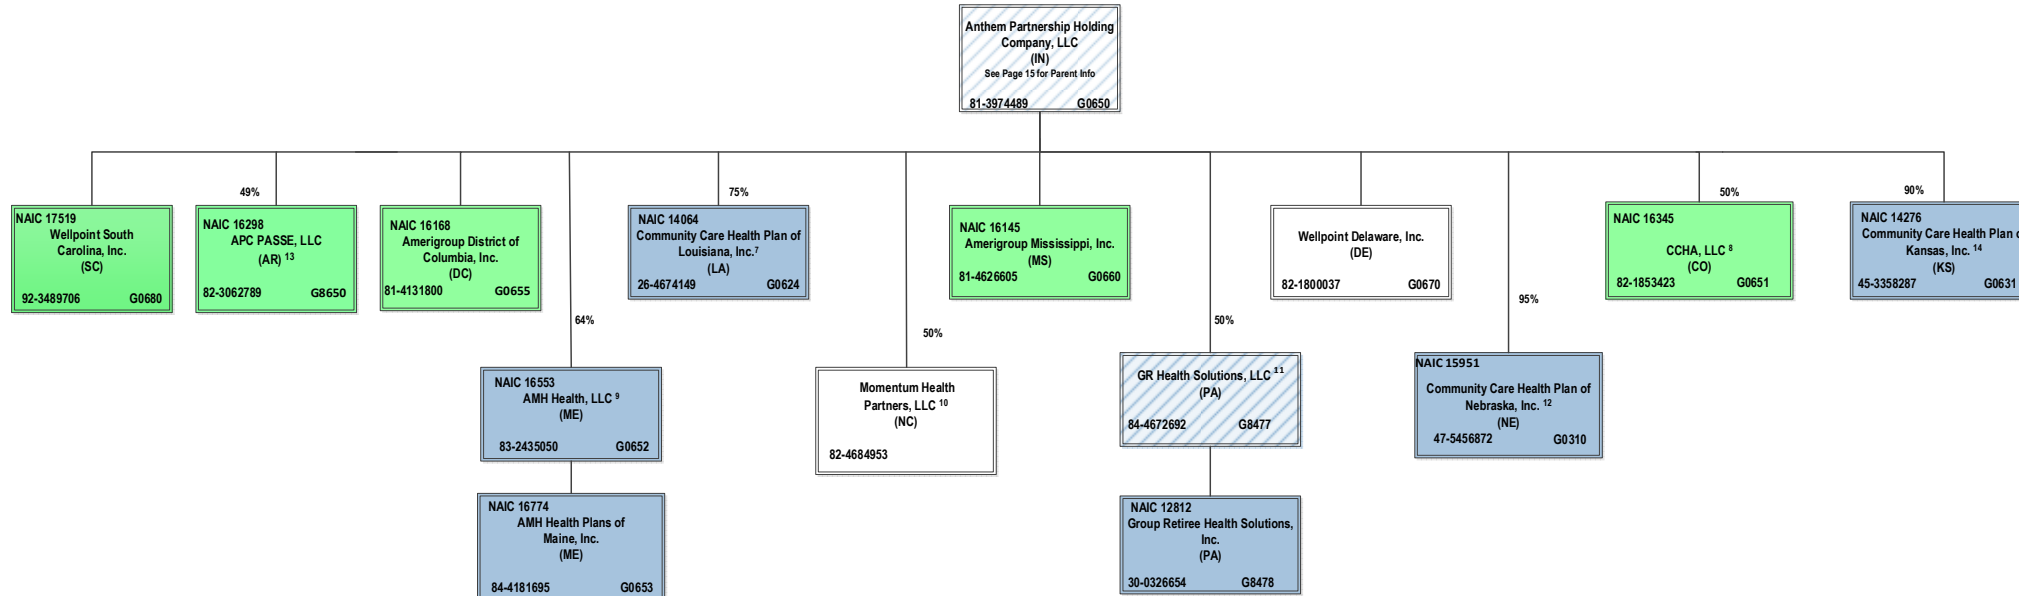 Anthem Partnership Holding
Company, LLC
(IN)
See Page 15 for Parent Info
81-3974489 G0650
NAIC 17519
Wellpoint South
Carolina, Inc.
(SC)
92-3489706 G0680
49%
NAIC 16298
APC PASSE, LLC
(AR) 13
82-3062789 G8650
NAIC 16168
Amerigroup District of
Columbia, Inc.
(DC)
81-4131800 G0655
64%
NAIC 16553
AMH Health, LLC 9
(ME)
83-2435050 G0652
NAIC 16774
AMH Health Plans of
Maine, Inc.
(ME)
84-4181695 G0653
75%
NAIC 14064
Community Care Health Plan of
Louisiana, Inc.7
(LA)
26-4674149 G0624
50%
Momentum Health
Partners, LLC 10
(NC)
82-4684953
NAIC 16145
Amerigroup Mississippi, Inc.
(MS)
81-4626605 G0660
50%
GR Health Solutions, LLC 11
(PA)
84-4672692 G8477
NAIC 12812
Group Retiree Health Solutions,
Inc.
(PA)
30-0326654 G8478
Wellpoint Delaware, Inc.
(DE)
82-1800037 G0670
95%
NAIC 15951
Community Care Health Plan of
Nebraska, Inc. 12
(NE)
47-5456872 G0310
50%
NAIC 16345
CCHA, LLC 8
(CO)
82-1853423 G0651
90%
NAIC 14276
Community Care Health Plan
Kansas, Inc. 14
(KS)
45-3358287 G0631